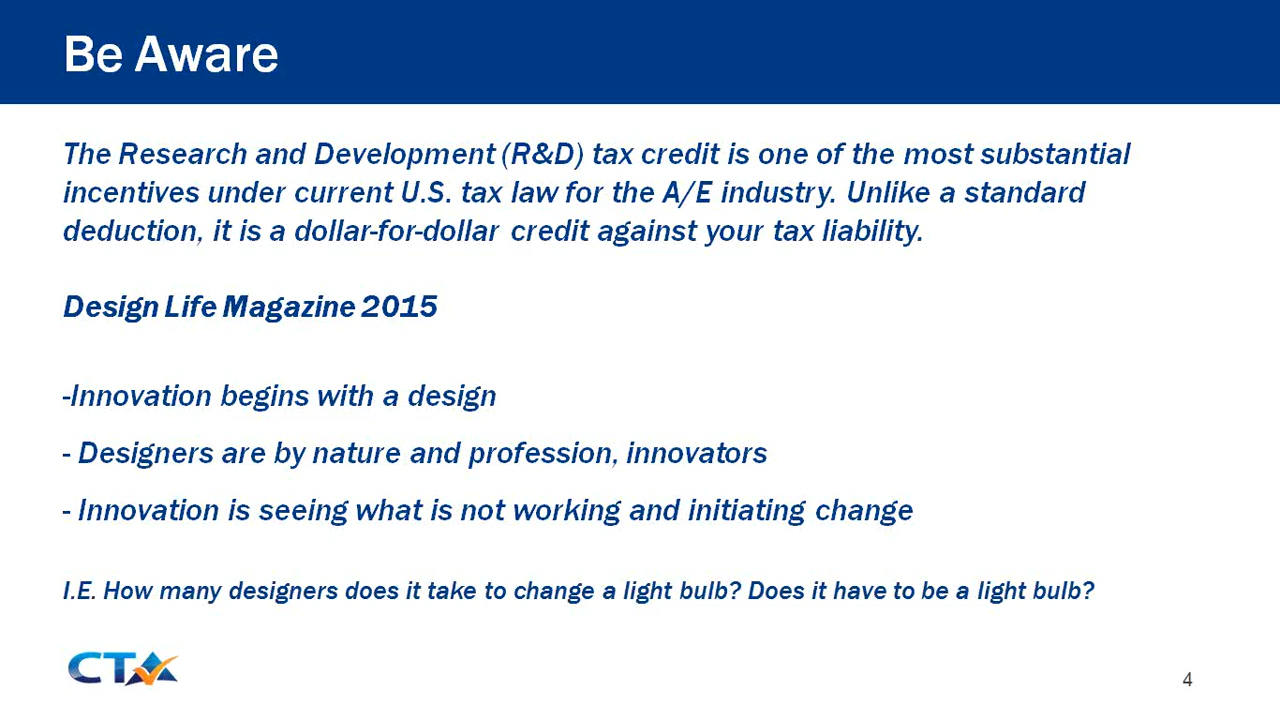 Be Aware
The Research and Development (R&D) tax credit is one of the most substantial
incentives under current U.S. tax law for the A/E industry. Unlike a standard
deduction, it is a dollar-for-dollar credit against your tax liability.
Design Life Magazine 2015
-Innovation begins with a design
- Designers are by nature and profession, innovators
- Innovation is seeing what is not working and initiating change
I.E. How many designers does it take to change a light bulb? Does it have to be a light bulb?
CTA
4